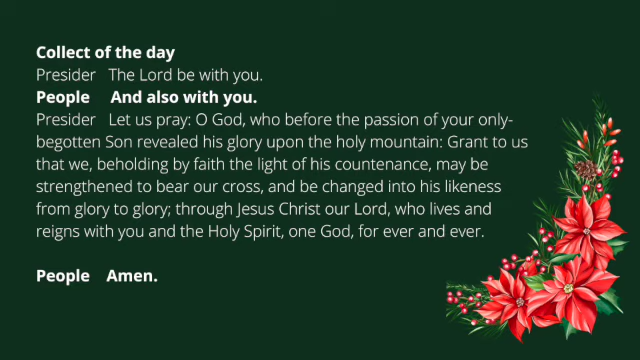 Collect of the day
Presider The Lord be with you.
People And also with you.
Presider Let us pray: O God, who before the passion of your only-
begotten Son revealed his glory upon the holy mountain: Grant to us
that we, beholding by faith the light of his countenance, may be
strengthened to bear our cross, and be changed into his likeness
from glory to glory; through Jesus Christ our Lord, who lives and
reigns with you and the Holy Spirit, one God, for ever and ever.
People Amen.